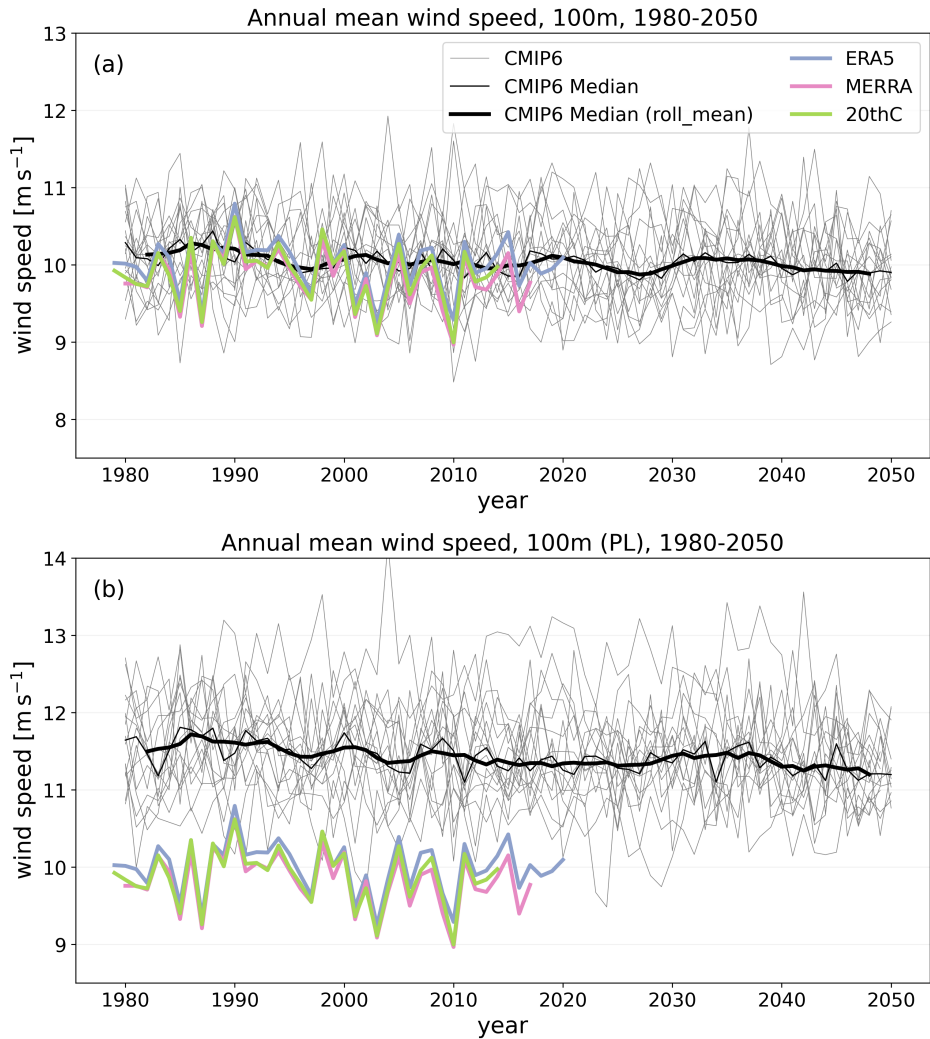 Annual mean wind speed, 100m, 1980-2050
(a)
CMIP6
CMIP6 Median
CMIP6 Median (roll_mean)
ERA5
MERRA
20thC
wind speed [m s⁻¹]
13
12
11
10
9
8
1980 1990 2000 2010 2020 2030 2040 2050
year
Annual mean wind speed, 100m (PL), 1980-2050
(b)
wind speed [m s⁻¹]
14
13
12
11
10
9
1980 1990 2000 2010 2020 2030 2040 2050
year